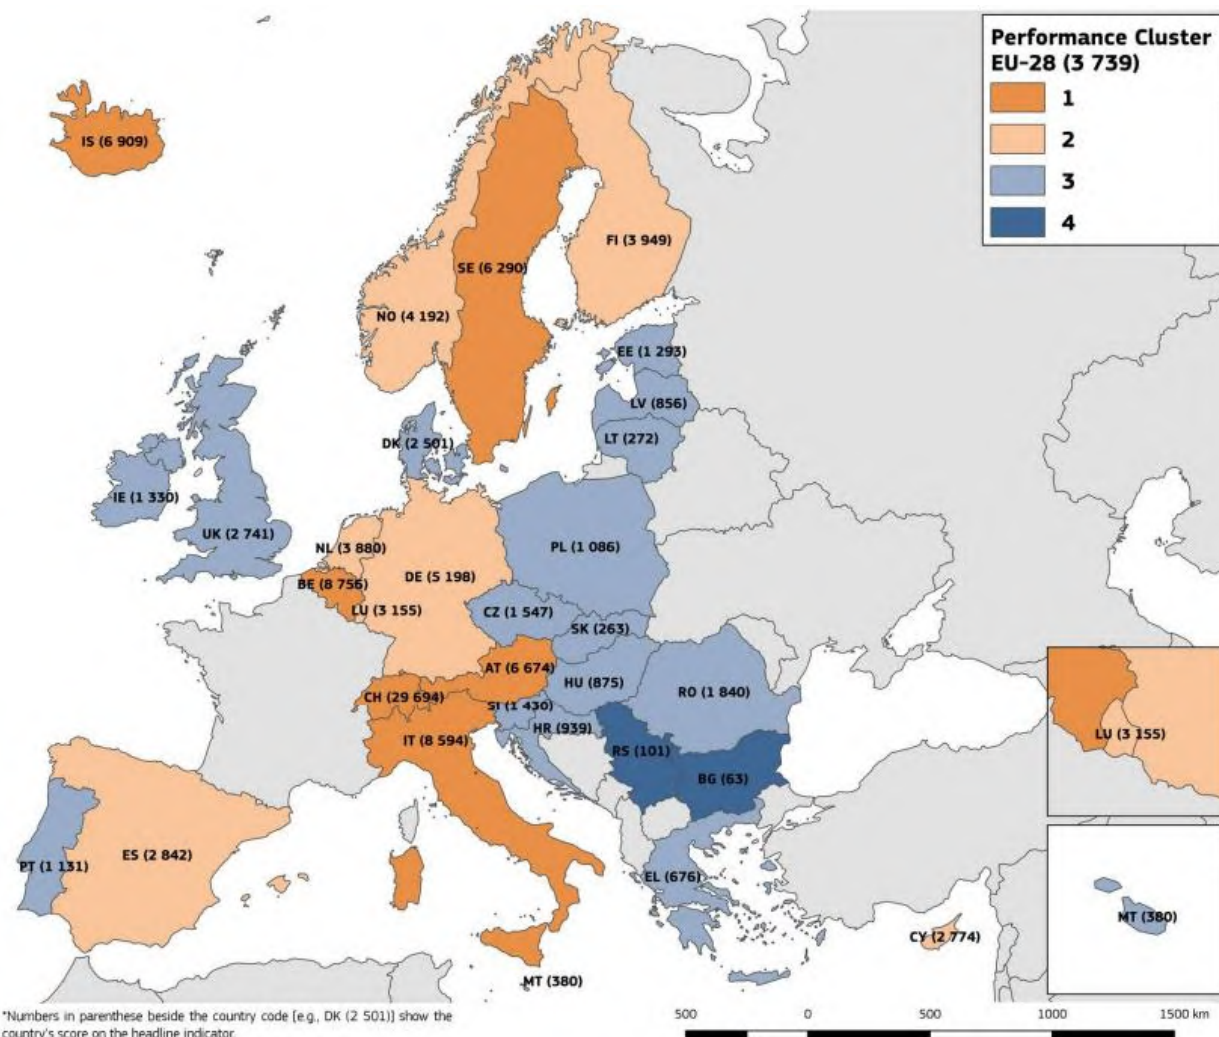 Performance Cluster
EU-28 (3 739)
1
2
3
4
IS (6 909)
FI (3 949)
SE (6 290)
NO (4 192)
EE (1 293)
LV (856)
DK (2 501)
LT (272)
IE (1 330)
UK (2 741)
NL (3 880)
PL (1 086)
DE (5 198)
BE (8 756)
LU (3 155)
CZ (1 547)
SK (263)
AT (6 674)
HU (875)
RO (1 840)
CH (29 694)
SI (1 430)
HR (939)
IT (8 594)
RS (101)
BG (63)
LU (3 155)
PT (1 131)
ES (2 842)
EL (676)
MT (380)
CY (2 774)
MT (380)
*Numbers in parenthese beside the country code [e.g., DK (2 501)] show the
country's score on the headline indicator.
500 0 500 1000 1500 km